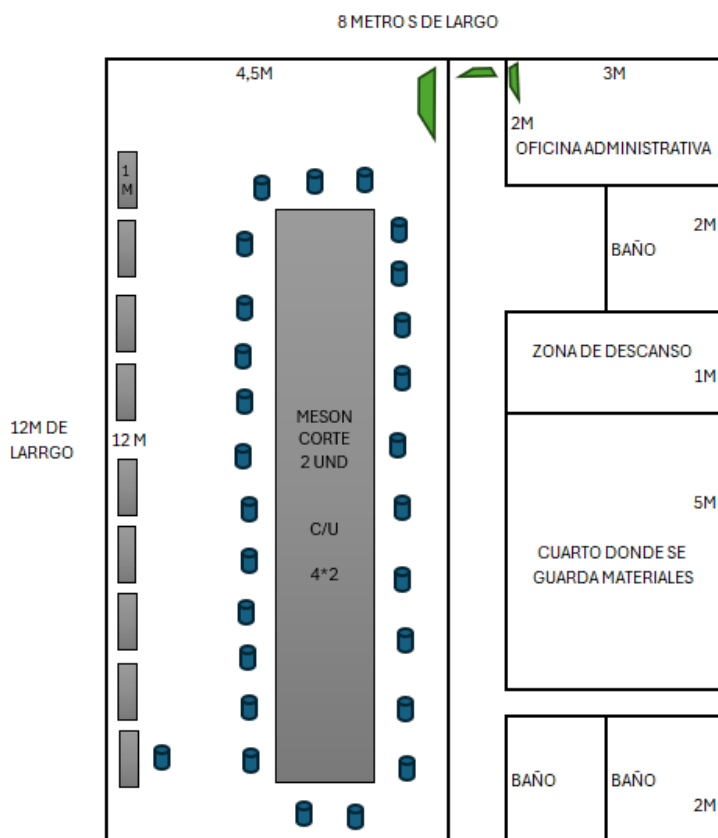 8 METRO S DE LARGO
4,5M
3M
2M
OFICINA ADMINISTRATIVA
1
M
2M
BAÑO
ZONA DE DESCANSO
1M
12M DE
LARRGO
12 M
MESON
CORTE
2 UND
C/U
4*2
5M
CUARTO DONDE SE
GUARDA MATERIALES
BAÑO
BAÑO
2M